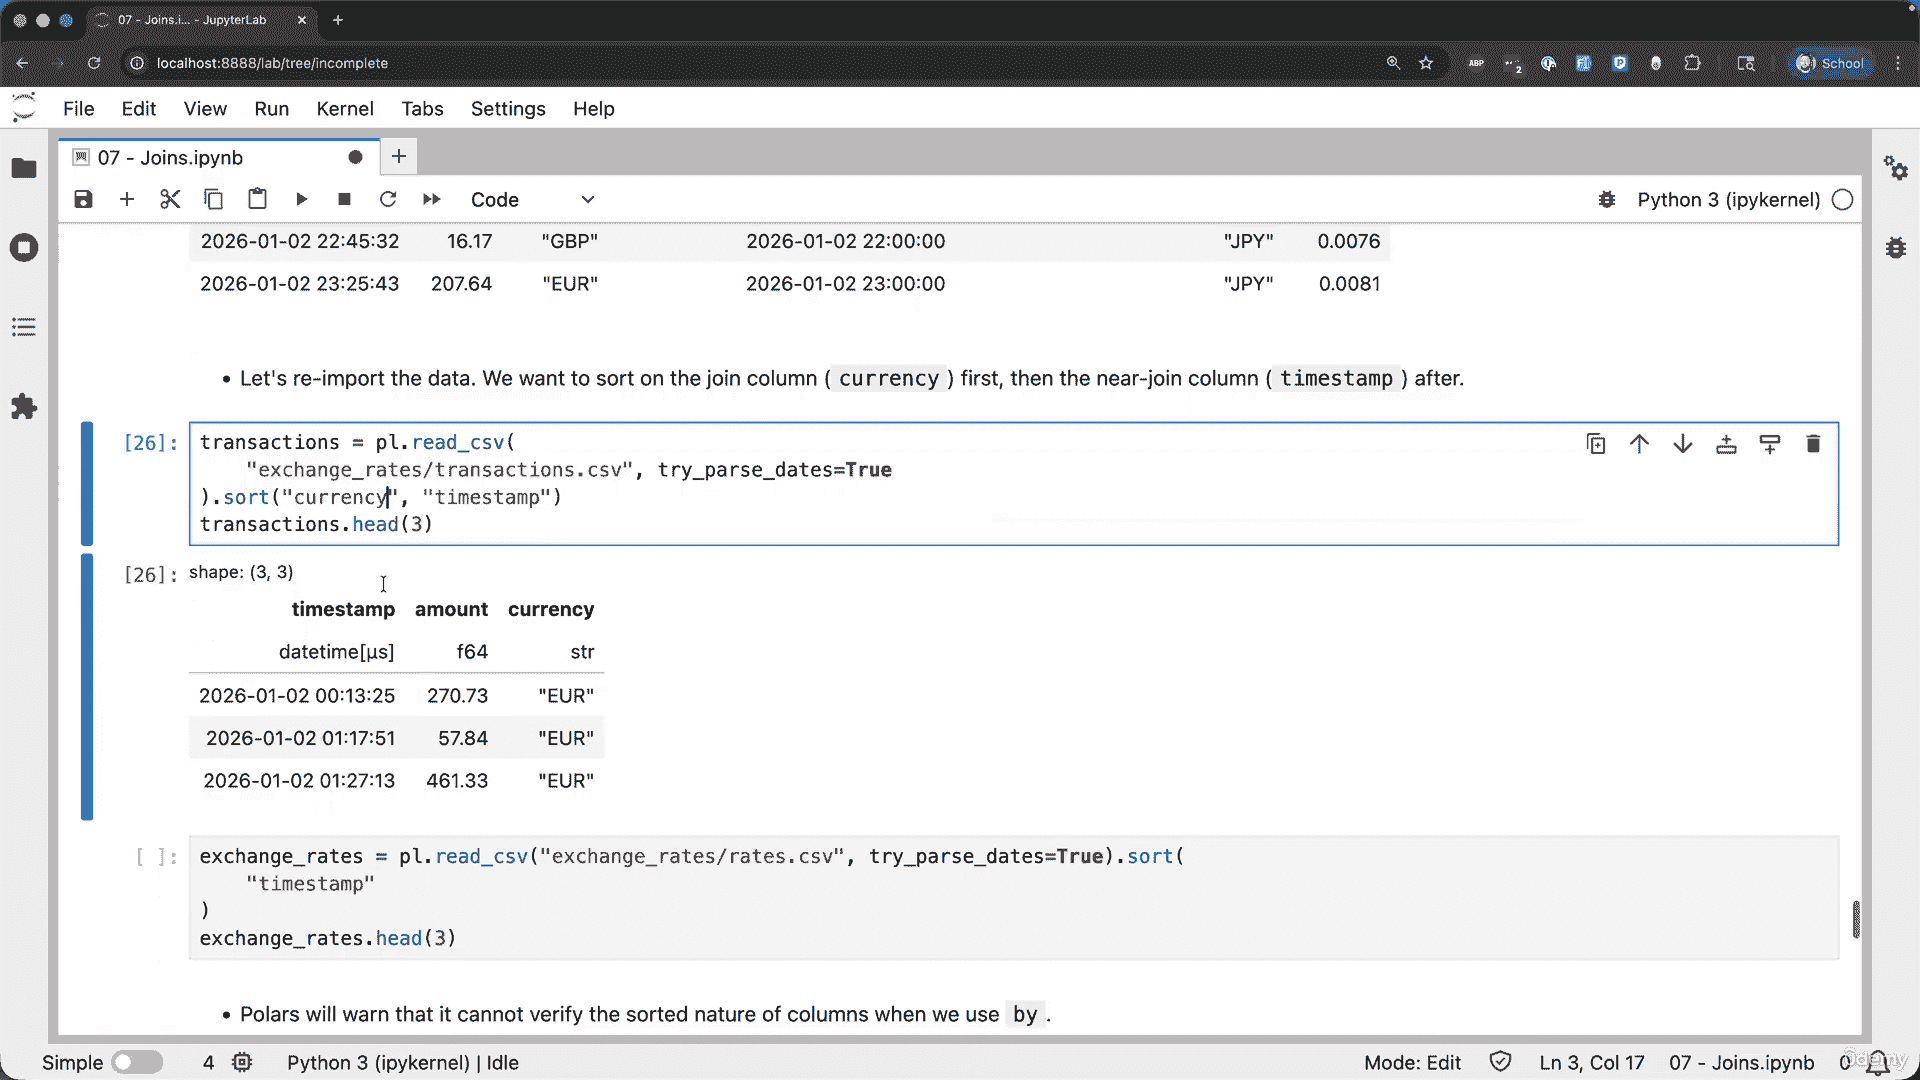 07 - Joins.i... - JupyterLab
localhost:8888/lab/tree/incomplete
ABP
2
School
File Edit View Run Kernel Tabs Settings Help
07 - Joins.ipynb
Code
Python 3 (ipykernel)
2026-01-02 22:45:32 16.17 "GBP" 2026-01-02 22:00:00 "JPY" 0.0076
2026-01-02 23:25:43 207.64 "EUR" 2026-01-02 23:00:00 "JPY" 0.0081
• Let's re-import the data. We want to sort on the join column ( currency ) first, then the near-join column ( timestamp ) after.
[26]: transactions = pl.read_csv(
"exchange_rates/transactions.csv", try_parse_dates=True
).sort("currency", "timestamp")
transactions.head(3)
[26]: shape: (3, 3)
timestamp amount currency
datetime[μs] f64 str
2026-01-02 00:13:25 270.73 "EUR"
2026-01-02 01:17:51 57.84 "EUR"
2026-01-02 01:27:13 461.33 "EUR"
[ ]: exchange_rates = pl.read_csv("exchange_rates/rates.csv", try_parse_dates=True).sort(
"timestamp"
)
exchange_rates.head(3)
• Polars will warn that it cannot verify the sorted nature of columns when we use by .
Simple 4 Python 3 (ipykernel) | Idle Mode: Edit Ln 3, Col 17 07 - Joins.ipynb 0
udemy